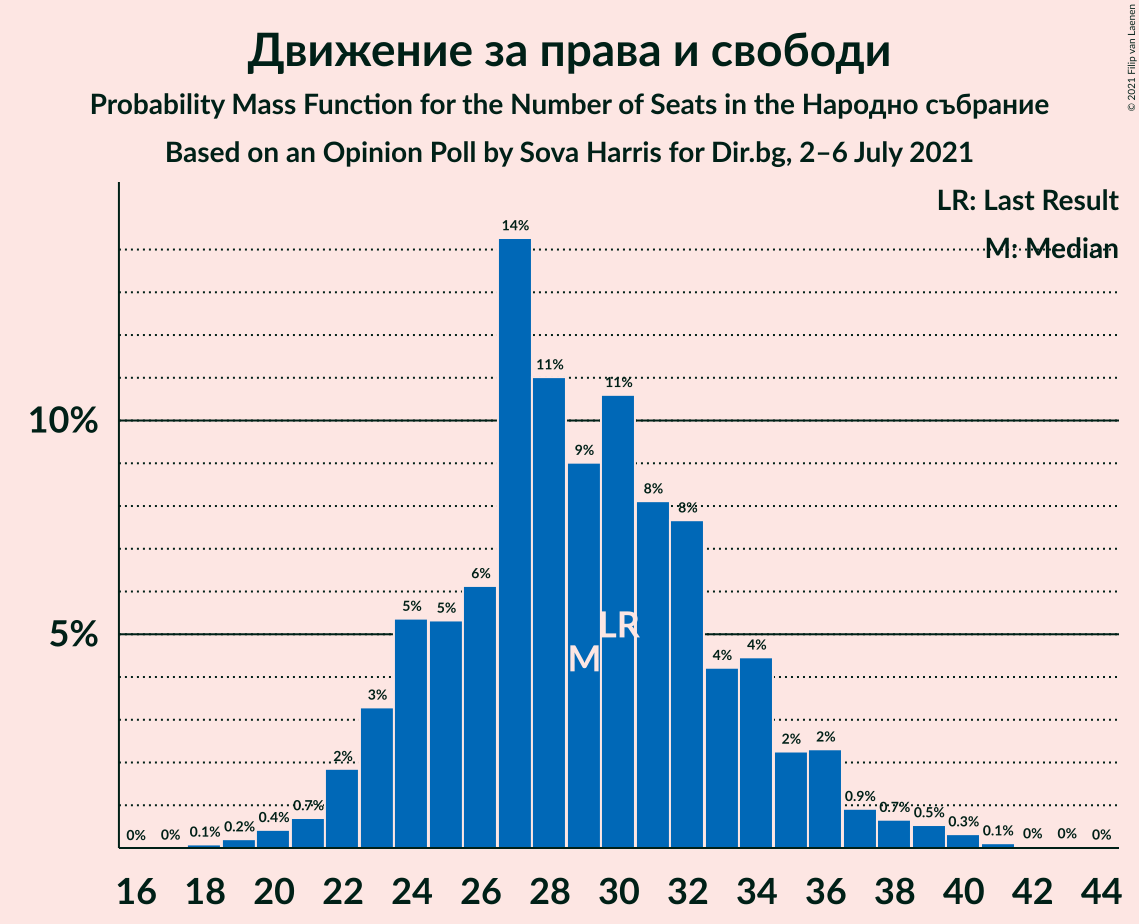 Движение за права и свободи
Probability Mass Function for the Number of Seats in the Народно събрание
Based on an Opinion Poll by Sova Harris for Dir.bg, 2–6 July 2021
© 2021 Filip van Laenen
LR: Last Result
M: Median
10%
5%
0% 0% 0.1% 0.2% 0.4% 0.7% 2% 3% 5% 5% 6% 14% 11% 9% 11% 8% 8% 4% 4% 2% 2% 0.9% 0.7% 0.5% 0.3% 0.1% 0% 0% 0%
LR
M
16 18 20 22 24 26 28 30 32 34 36 38 40 42 44